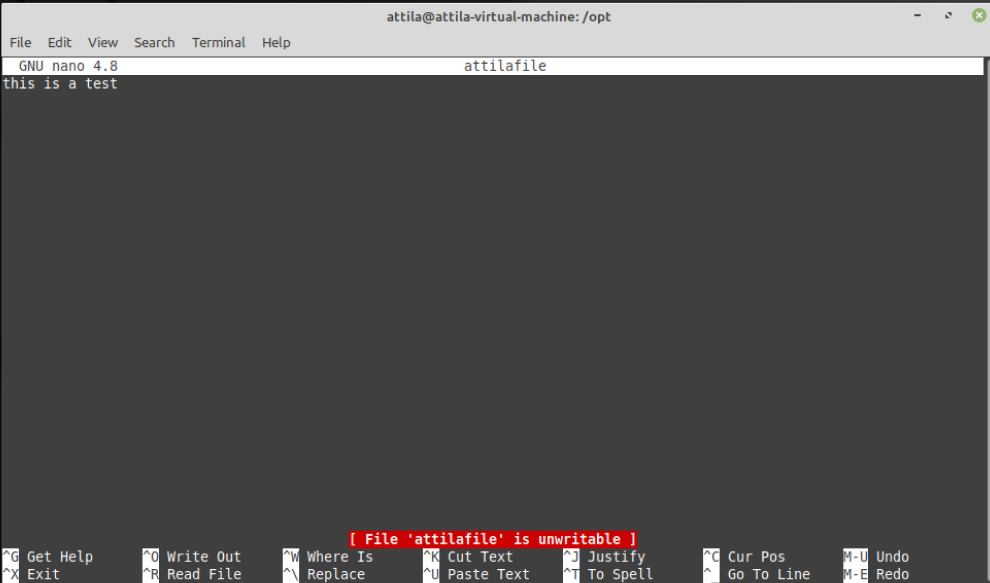 attila@attila-virtual-machine: /opt
File Edit View Search Terminal Help
GNU nano 4.8 attilafile
this is a test
[ File 'attilafile' is unwritable ]
^G Get Help ^O Write Out ^W Where Is ^K Cut Text ^J Justify ^C Cur Pos M-U Undo
^X Exit ^R Read File ^\ Replace ^U Paste Text ^T To Spell ^_ Go To Line M-E Redo